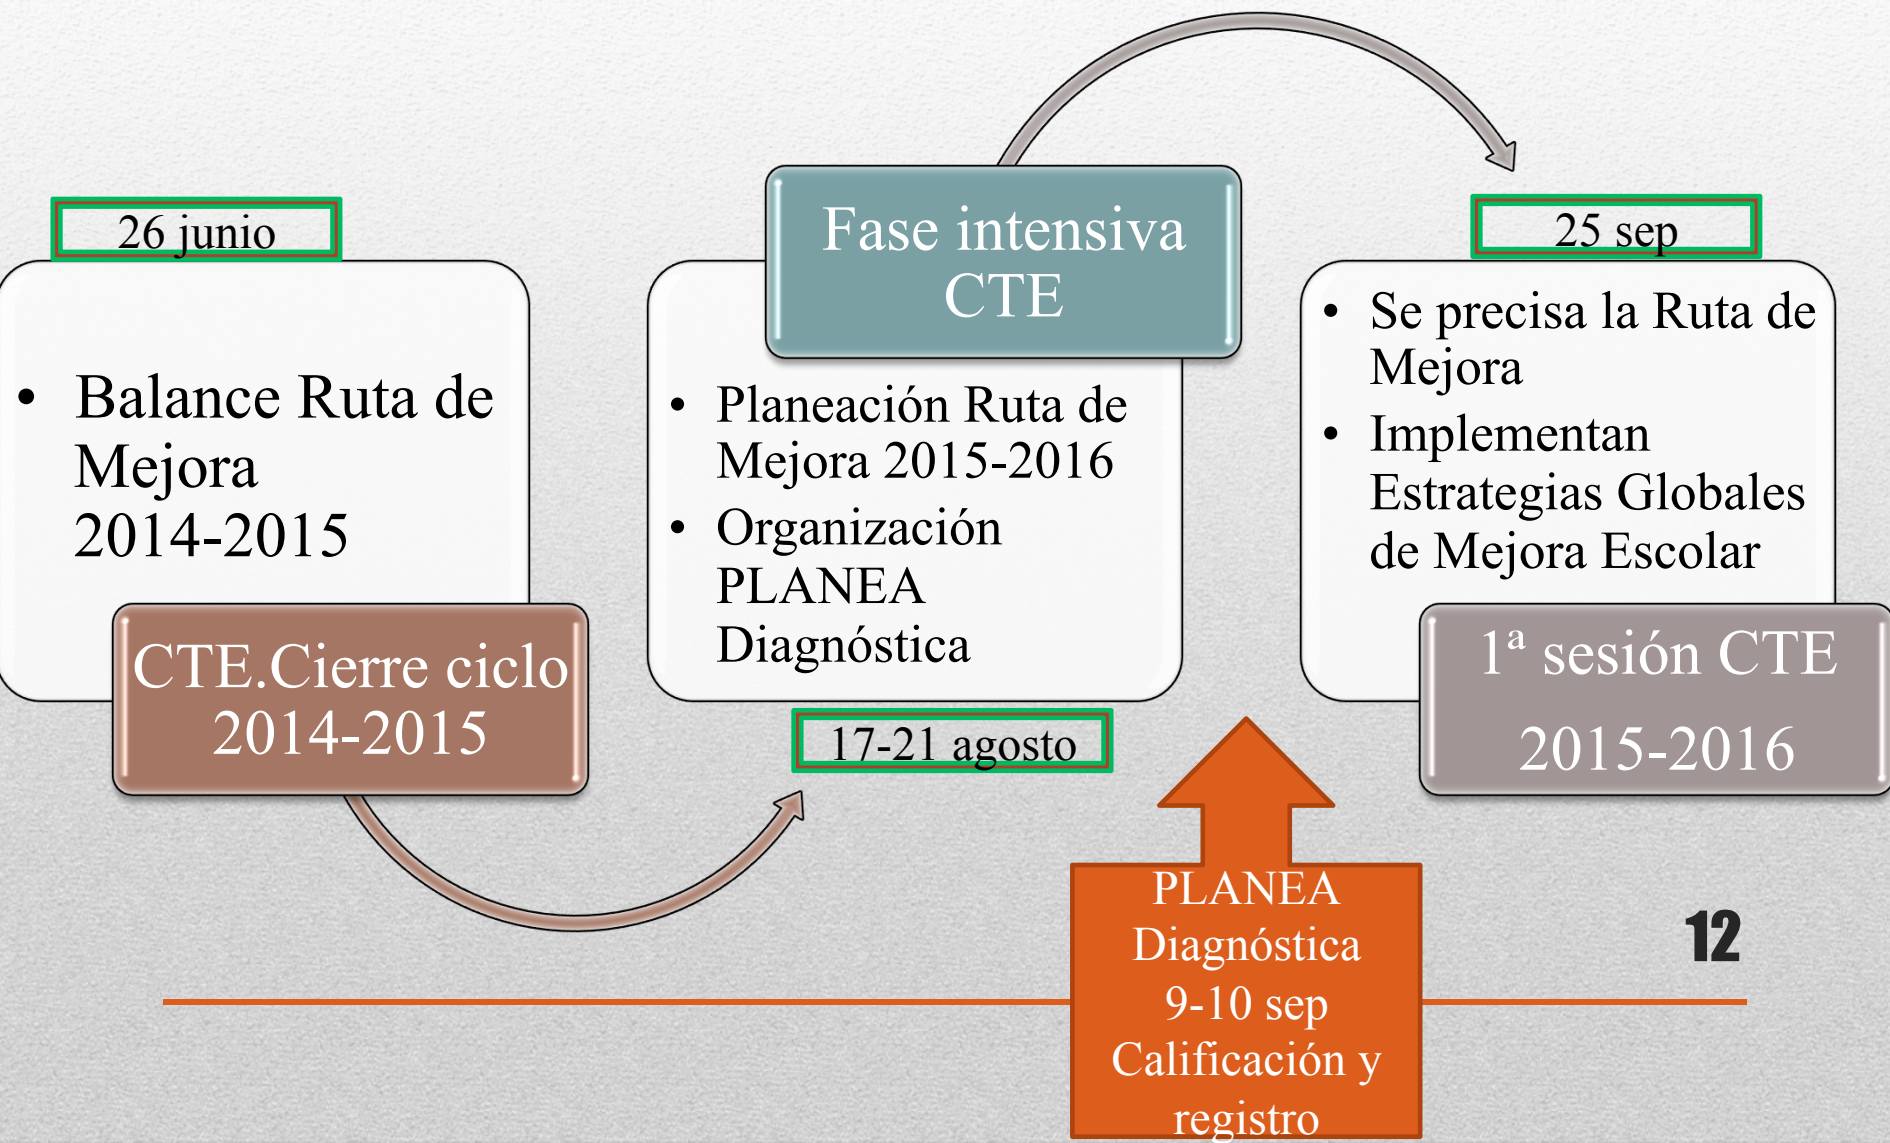 26 junio
• Balance Ruta de
Mejora
2014-2015
CTE.Cierre ciclo
2014-2015
Fase intensiva
CTE
• Planeación Ruta de
Mejora 2015-2016
• Organización
PLANEA
Diagnóstica
17-21 agosto
25 sep
• Se precisa la Ruta de
Mejora
• Implementan
Estrategias Globales
de Mejora Escolar
1ª sesión CTE
2015-2016
PLANEA
Diagnóstica
9-10 sep
Calificación y
registro
12